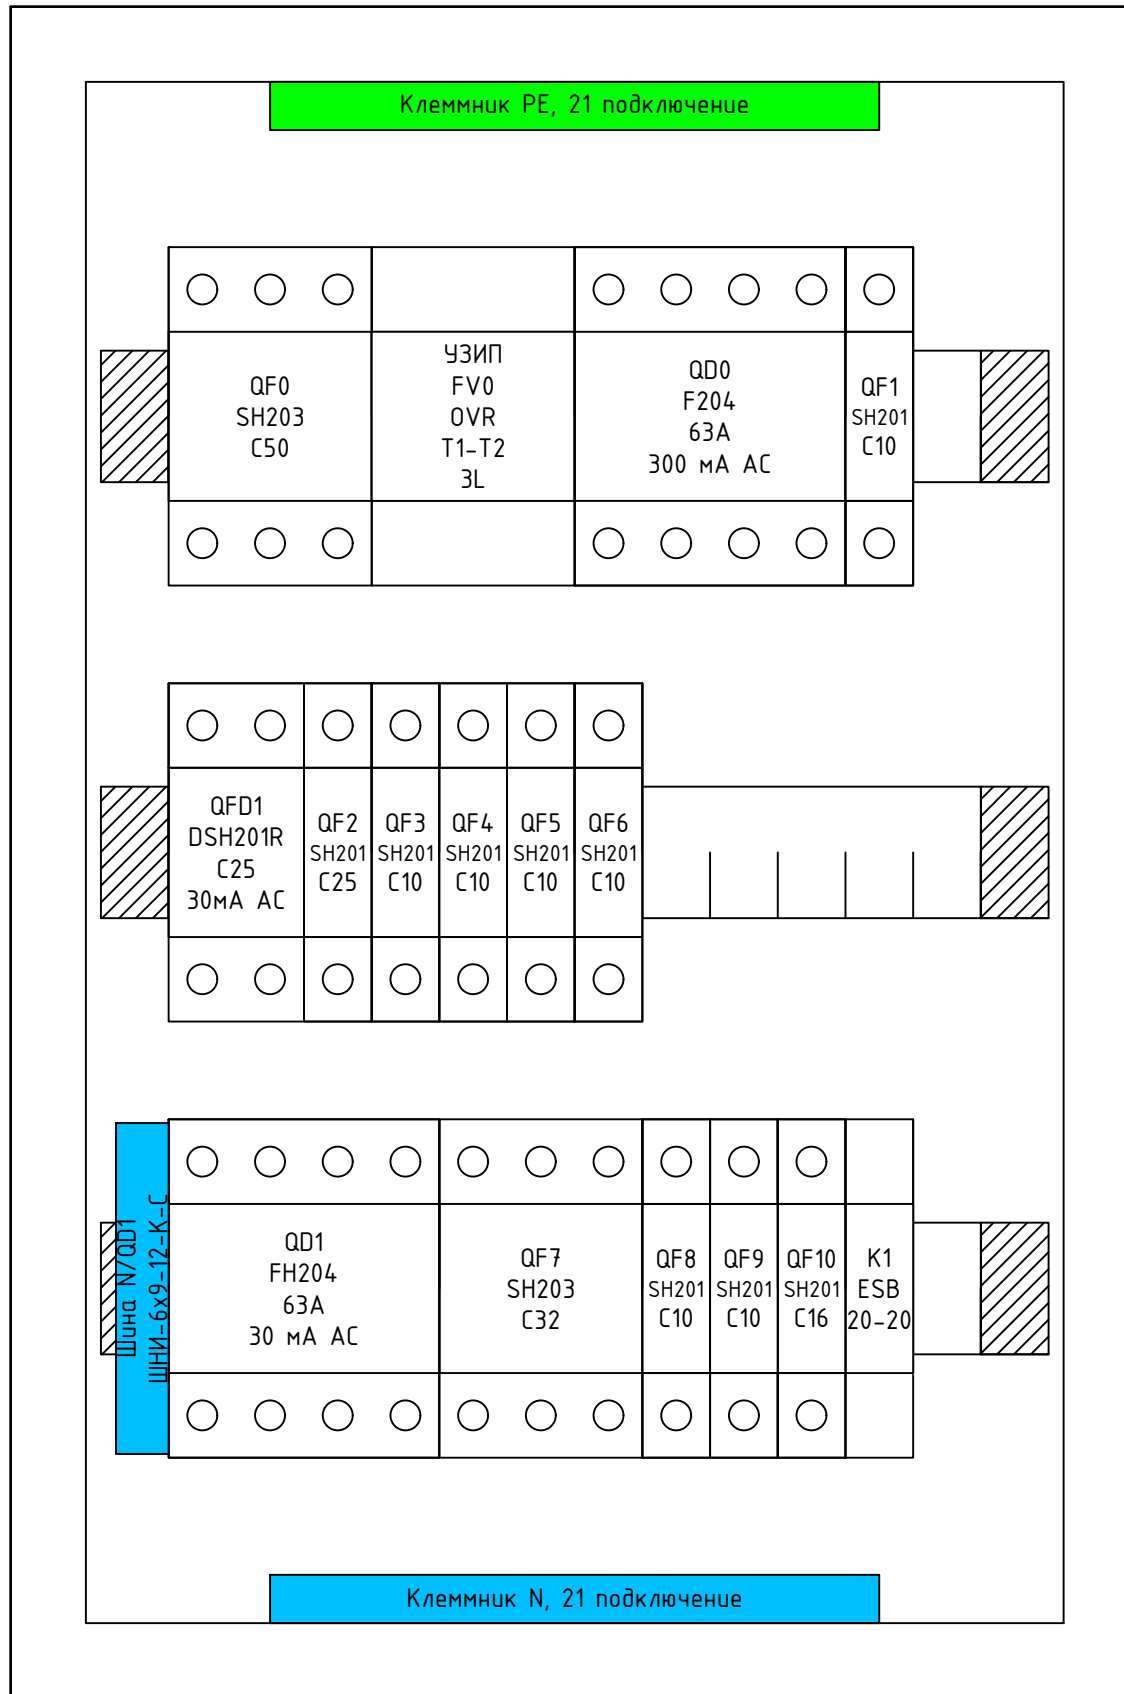 Клеммник PE, 21 подключение
QF0
SH203
C50
УЗИП
FV0
OVR
T1-T2
3L
QD0
F204
63A
300 мА AC
QF1
SH201
C10
QFD1
DSH201R
C25
30мА AC
QF2
SH201
C25
QF3
SH201
C10
QF4
SH201
C10
QF5
SH201
C10
QF6
SH201
C10
Шина N/QD1
ШНИ-6х9-12-К-С
QD1
FH204
63A
30 мА AC
QF7
SH203
C32
QF8
SH201
C10
QF9
SH201
C10
QF10
SH201
C16
K1
ESB
20-20
Клеммник N, 21 подключение